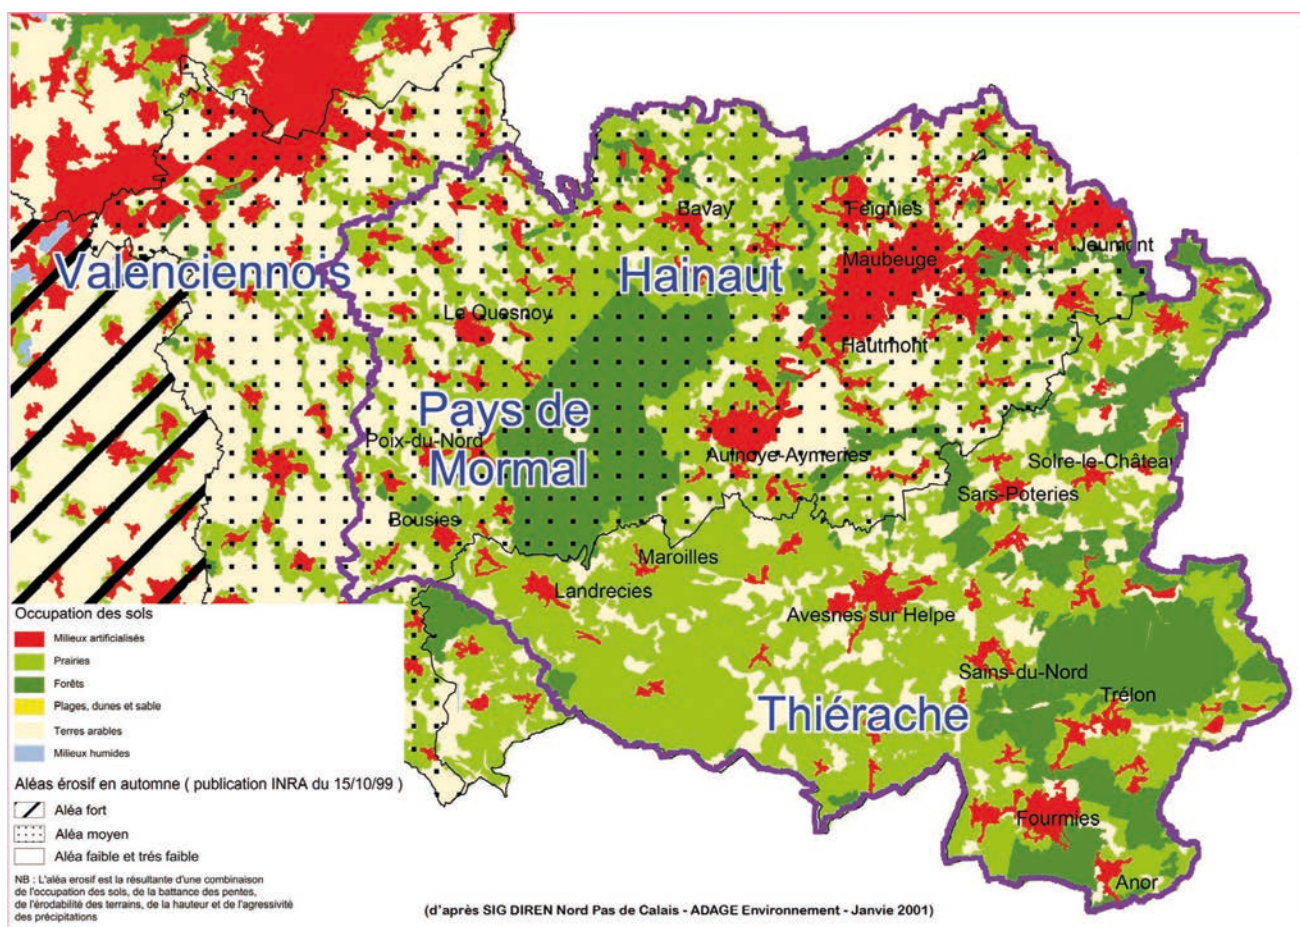 Bavay
Feignies
Jeumont
Maubeuge
Valenciennois
Hainaut
Le Quesnoy
Hautmont
Pays de
Mormal
Poix-du-Nord
Aulnoye-Aymeries
Solre-le-Château
Sars-Poteries
Bousies
Maroilles
Landrecies
Avesnes sur Helpe
Sains-du-Nord
Trélon
Thiérache
Fourmies
Anor
Occupation des sols
Milieux artificialisés
Prairies
Forêts
Plages, dunes et sable
Terres arables
Milieux humides
Aléas érosif en automne ( publication INRA du 15/10/99 )
Aléa fort
Aléa moyen
Aléa faible et trés faible
NB : L'aléa erosif est la résultante d'une combinaison
de l'occupation des sols, de la battance des pentes,
de l'érodabilité des terrains, de la hauteur et de l'agressivité
des précipitations
(d'après SIG DIREN Nord Pas de Calais - ADAGE Environnement - Janvie 2001)